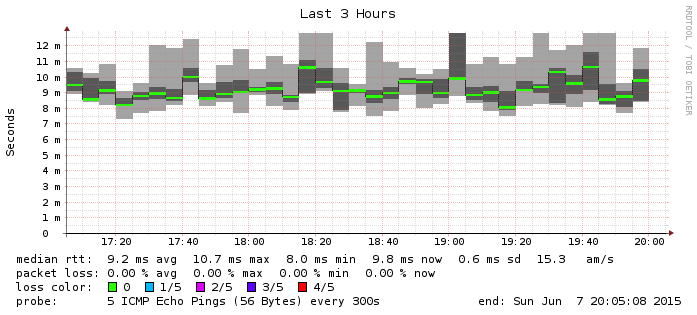 Last 3 Hours
RRDTOOL / TOBI OETIKER
Seconds
12 m
11 m
10 m
9 m
8 m
7 m
6 m
5 m
4 m
3 m
2 m
1 m
0
17:20 17:40 18:00 18:20 18:40 19:00 19:20 19:40 20:00
median rtt: 9.2 ms avg 10.7 ms max 8.0 ms min 9.8 ms now 0.6 ms sd 15.3 am/s
packet loss: 0.00 % avg 0.00 % max 0.00 % min 0.00 % now
loss color: 0 1/5 2/5 3/5 4/5
probe: 5 ICMP Echo Pings (56 Bytes) every 300s end: Sun Jun 7 20:05:08 2015